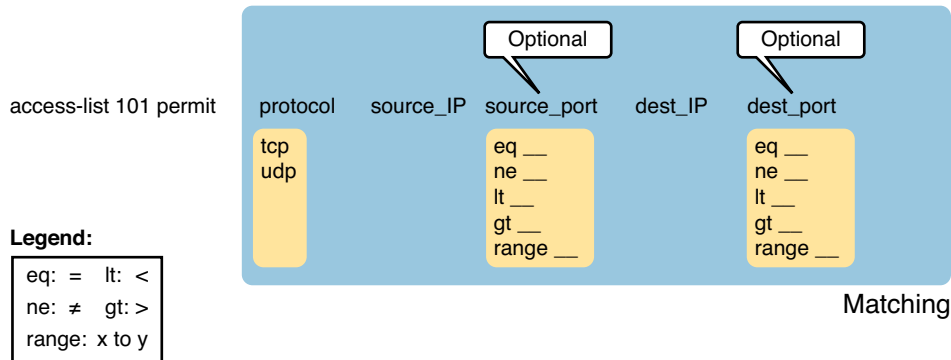 Optional
Optional
access-list 101 permit protocol source_IP source_port dest_IP dest_port
tcp
udp
eq __
ne __
lt __
gt __
range __
eq __
ne __
lt __
gt __
range __
Legend:
eq: = lt: <
ne: ≠ gt: >
range: x to y
Matching